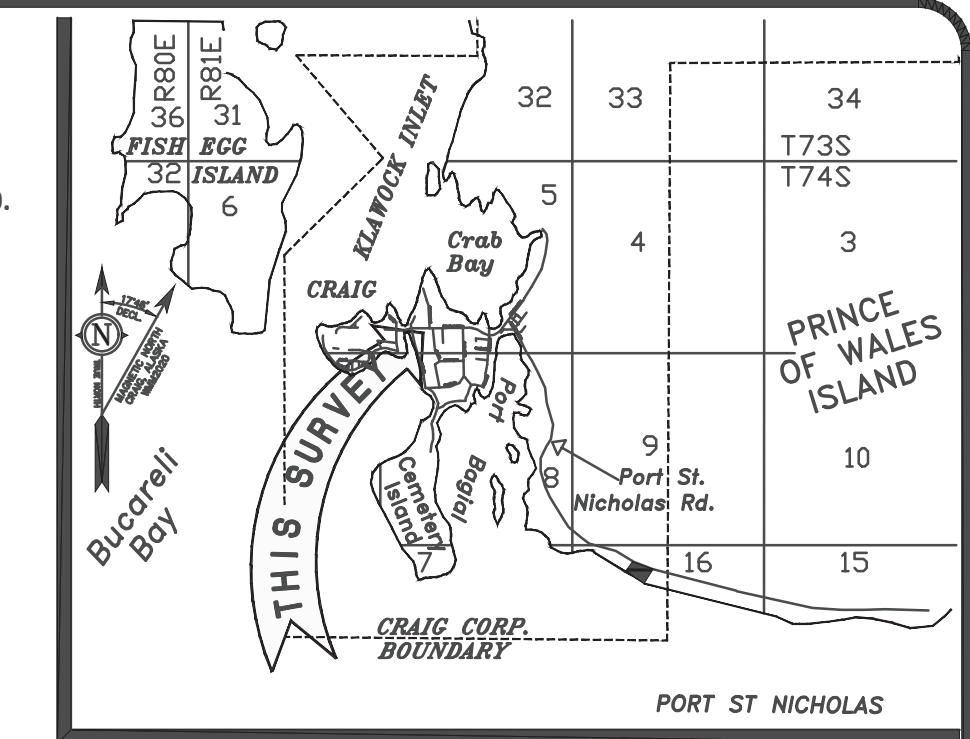 ).
R80E
R81E
36
31
32
33
34
FISH EGG
T73S
32 ISLAND
T74S
6
KLAWOCK INLET
5
4
3
Crab
Bay
CRAIG
17°46'
DECL.
N
TRUE NORTH
MAGNETIC NORTH
CRAIG, ALASKA
WMM2020
PRINCE
OF WALES
ISLAND
THIS SURVEY
Port Bagial
Cemetery
Island
7
8
9
10
Port St.
Nicholas Rd.
Bucareli
Bay
16
15
CRAIG CORP.
BOUNDARY
PORT ST NICHOLAS